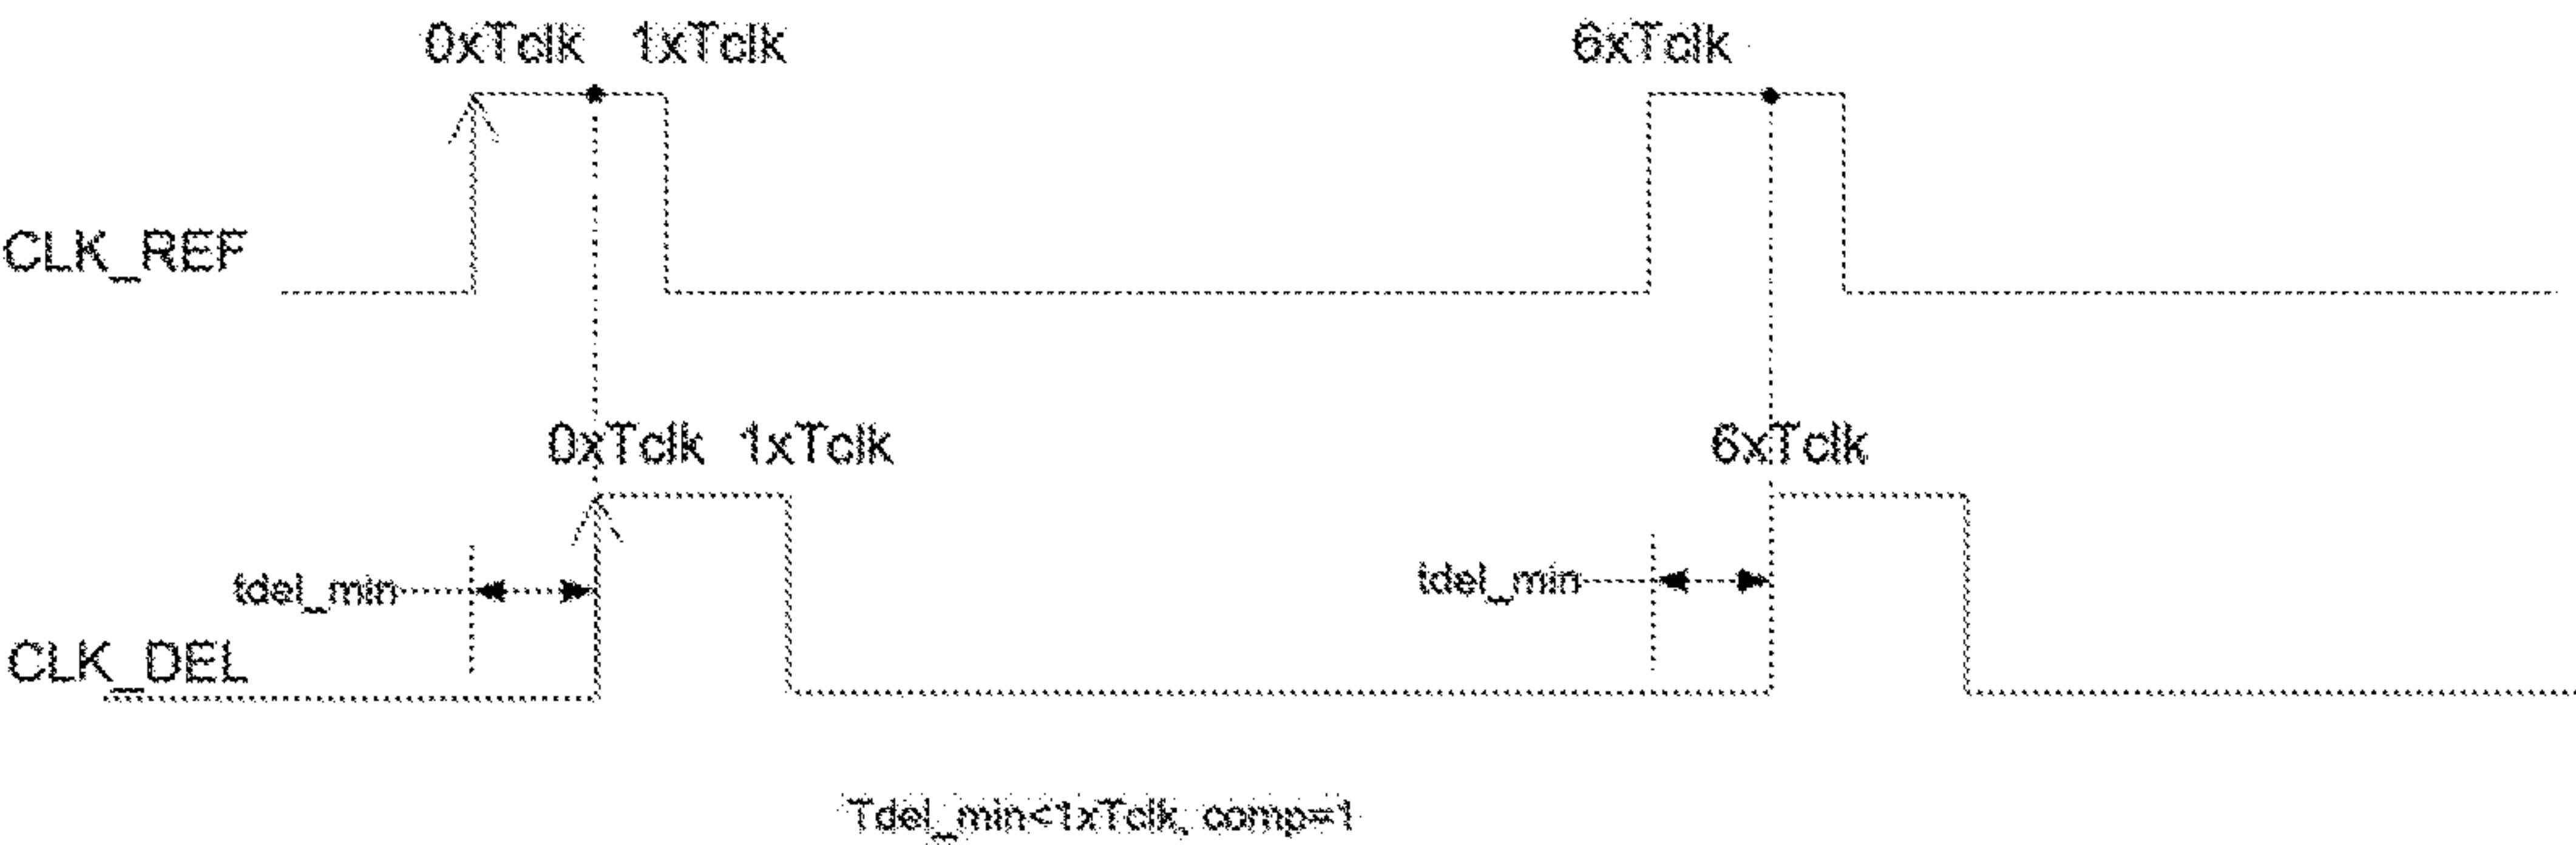 0xTclk 1xTclk 6xTclk
CLK_REF
0xTclk 1xTclk 6xTclk
tdel_min tdel_min
CLK_DEL
Tdel_min<1xTclk, comp=1